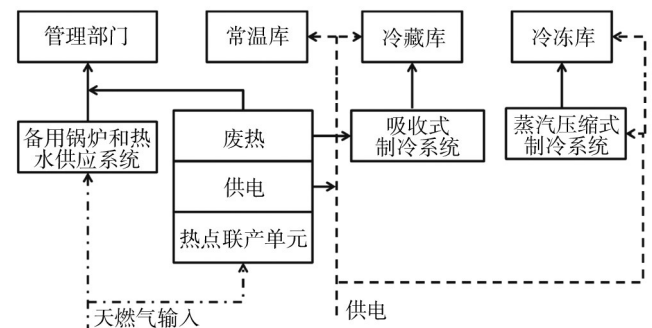 管理部门
常温库
冷藏库
冷冻库
备用锅炉和热
水供应系统
废热
供电
热点联产单元
吸收式
制冷系统
蒸汽压缩式
制冷系统
天燃气输入
供电